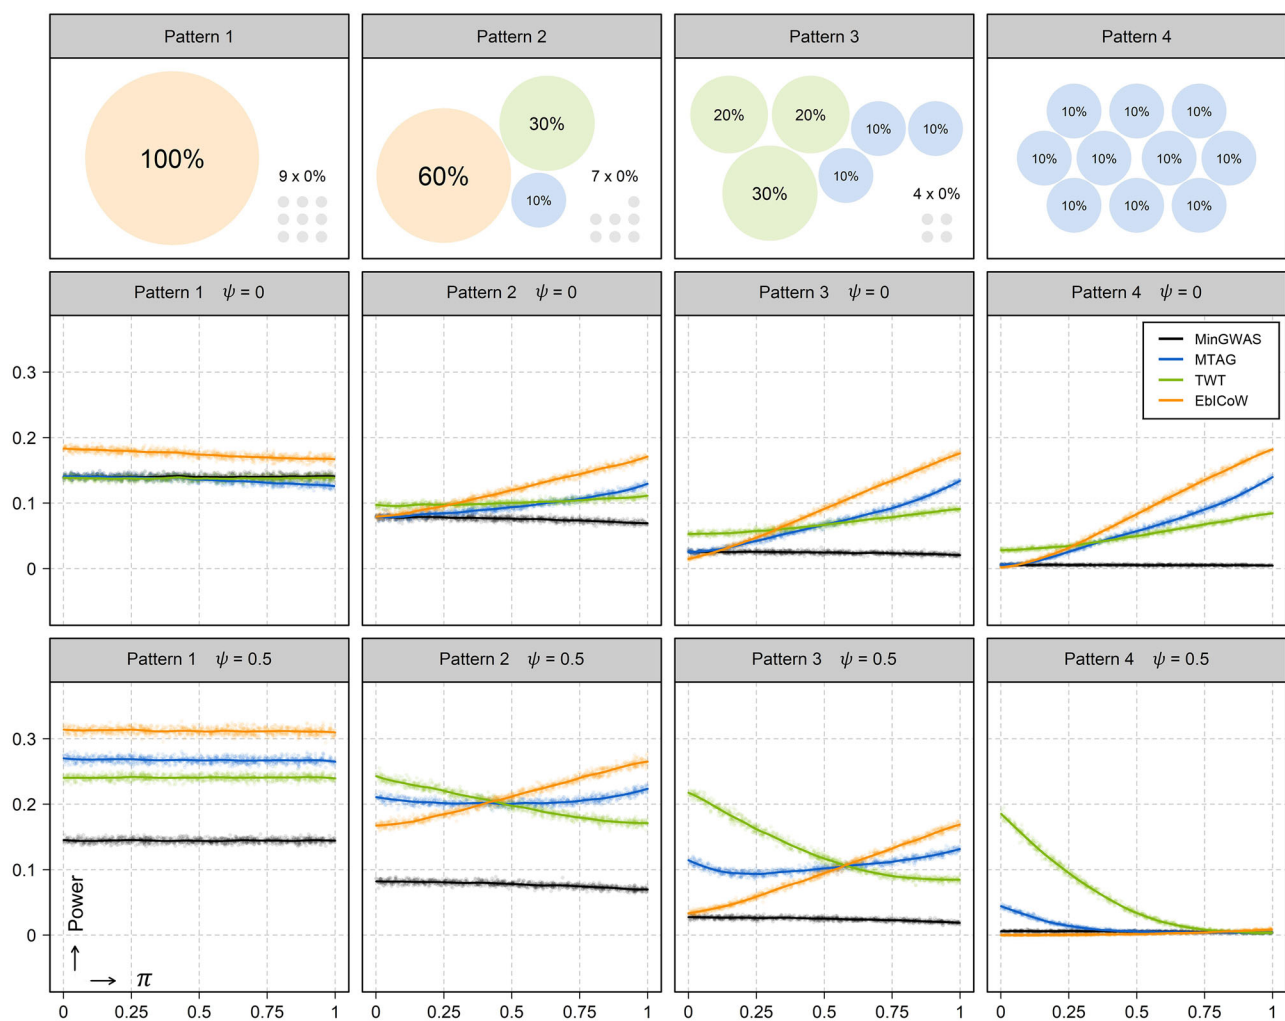 Pattern 1
Pattern 2
Pattern 3
Pattern 4
100%
9 x 0%
60%
30%
10%
7 x 0%
20%
20%
30%
10%
10%
10%
4 x 0%
10%
10%
10%
10%
10%
10%
10%
10%
10%
10%
Pattern 1 ψ = 0
Pattern 2 ψ = 0
Pattern 3 ψ = 0
Pattern 4 ψ = 0
MinGWAS
MTAG
TWT
EbICoW
0.3
0.2
0.1
0
Pattern 1 ψ = 0.5
Pattern 2 ψ = 0.5
Pattern 3 ψ = 0.5
Pattern 4 ψ = 0.5
0.3
0.2
0.1
0
→ Power
→ π
0 0.25 0.5 0.75 1
0 0.25 0.5 0.75 1
0 0.25 0.5 0.75 1
0 0.25 0.5 0.75 1